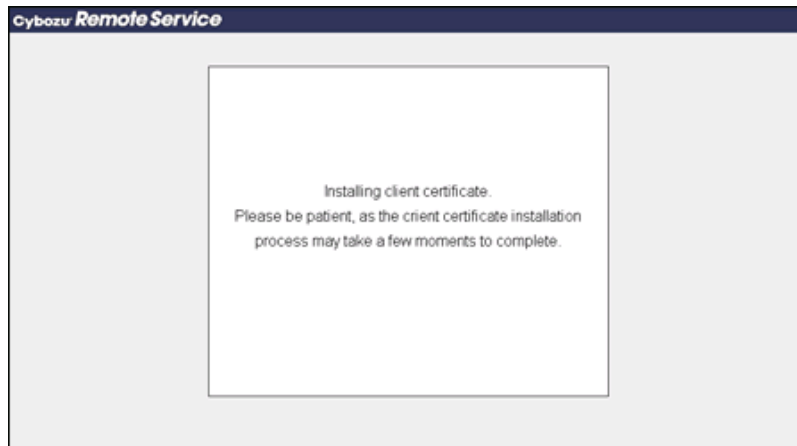 Cybozu Remote Service
Installing client certificate.
Please be patient, as the crient certificate installation
process may take a few moments to complete.